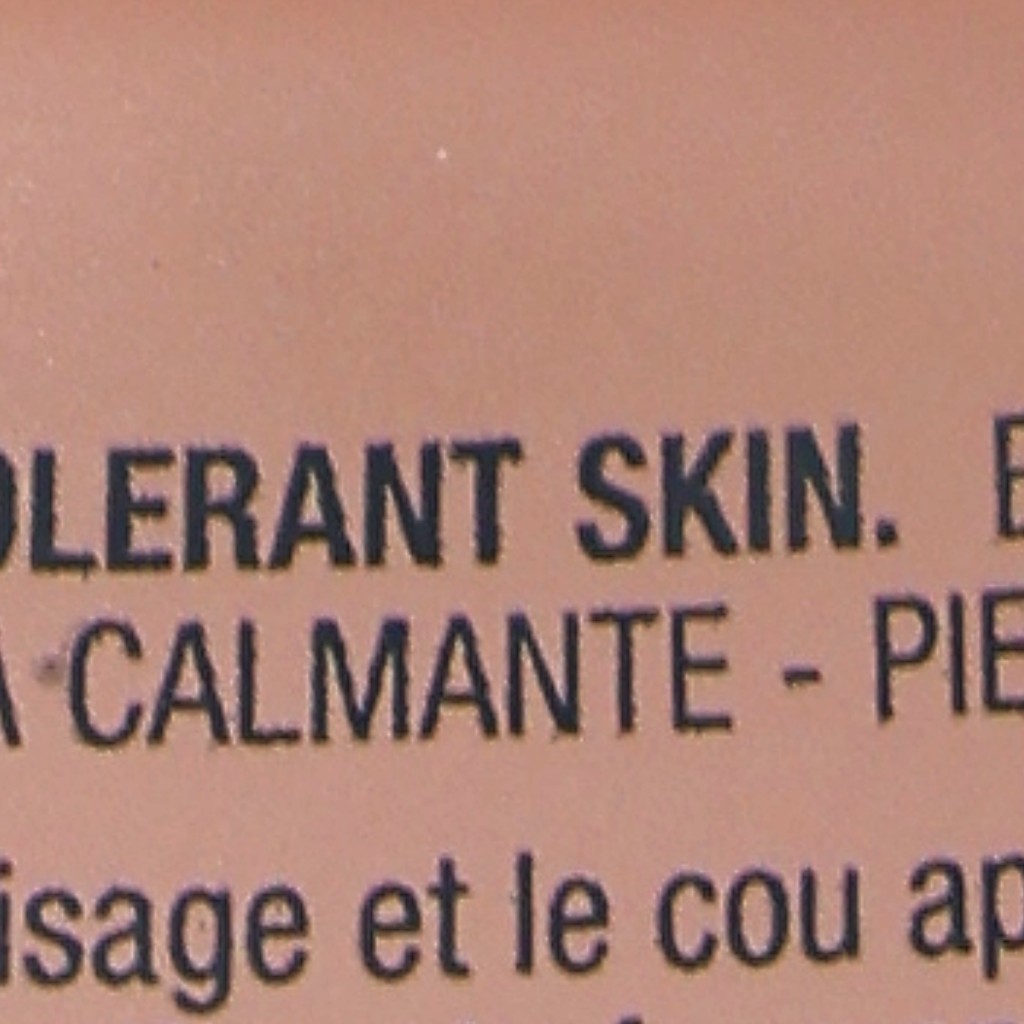 OLERANT SKIN. E
A CALMANTE - PIE
isage et le cou ap